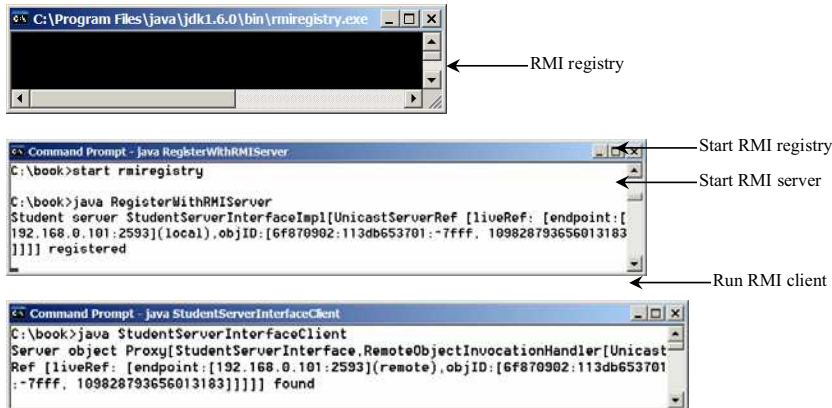 C:\Program Files\java\jdk1.6.0\bin\rmiregistry.exe
RMI registry
Command Prompt - java RegisterWithRMIServer
Start RMI registry
C:\book>start rmiregistry
Start RMI server
C:\book>java RegisterWithRMIServer
Student server StudentServerInterfaceImpl[UnicastServerRef [liveRef: [endpoint:[
192.168.0.101:2593](local),objID:[6f870902:113db653701:-7fff, 109828793656013183
]]]] registered
Run RMI client
Command Prompt - java StudentServerInterfaceClient
C:\book>java StudentServerInterfaceClient
Server object Proxy[StudentServerInterface,RemoteObjectInvocationHandler[Unicast
Ref [liveRef: [endpoint:[192.168.0.101:2593](remote),objID:[6f870902:113db653701
:-7fff, 109828793656013183]]]]] found